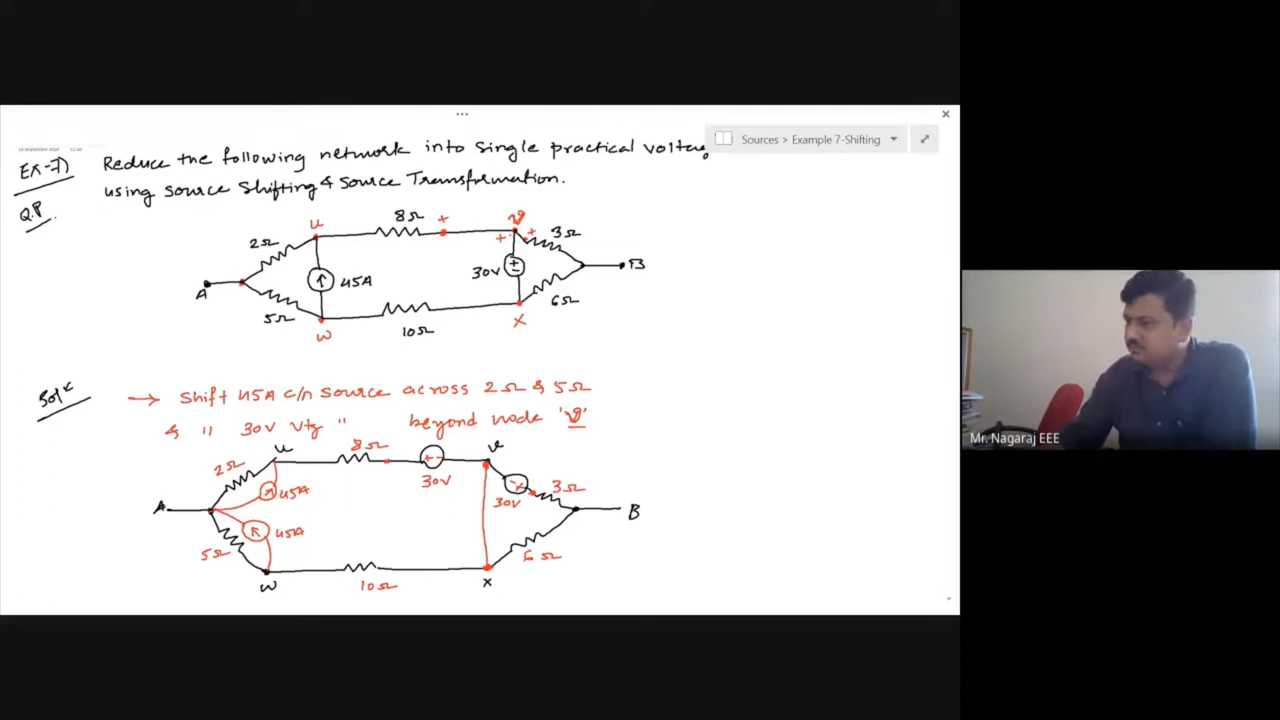 Sources > Example 7-Shifting
Ex-7) Reduce the following network into single practical voltag
using source shifting & source Transformation.
Q.P.
u 8Ω + v
2Ω + + 3Ω
A 45A 30V + - B
5Ω 6Ω
w 10Ω x
Sol
→ Shift 45A c/n source across 2Ω & 5Ω
& " 30V Vtg " beyond node 'v'
u 8Ω + - v
2Ω 45A 30V - + 3Ω
A 30V B
45A
5Ω 6Ω
w 10Ω x
Mr. Nagaraj EEE